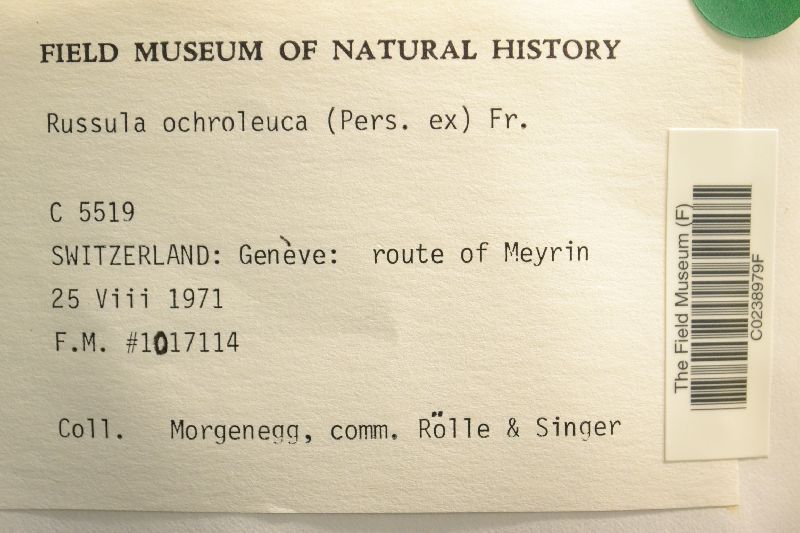 FIELD MUSEUM OF NATURAL HISTORY
Russula ochroleuca (Pers. ex) Fr.
C 5519
SWITZERLAND: Genève: route of Meyrin
25 Viii 1971
F.M. #1017114
Coll. Morgenegg, comm. Rölle & Singer
The Field Museum (F)
C0238979F